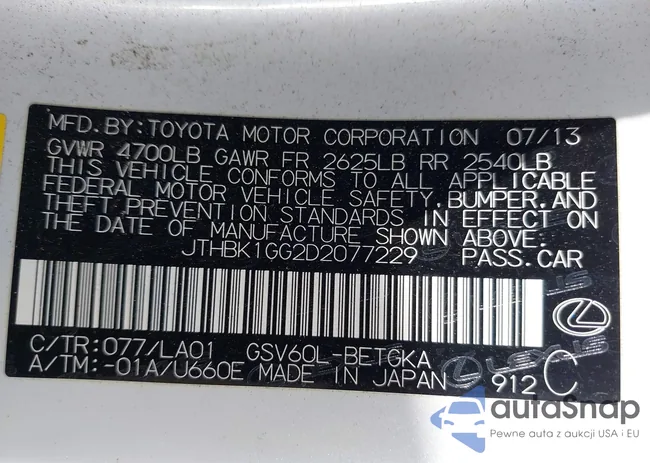 MFD.BY:TOYOTA MOTOR CORPORATION 07/13
GVWR 4700LB GAWR FR 2625LB RR 2540LB
THIS VEHICLE CONFORMS TO ALL APPLICABLE
FEDERAL MOTOR VEHICLE SAFETY,BUMPER,AND
THEFT PREVENTION STANDARDS IN EFFECT ON
THE DATE OF MANUFACTURE SHOWN ABOVE.
JTHBK1GG2D2077229 PASS.CAR
C/TR:077/LA01 GSV60L-BETGKA
A/TM:-01A/U660E MADE IN JAPAN 912 C
LEXUS
autoSnap
Pewne auta z aukcji USA i EU